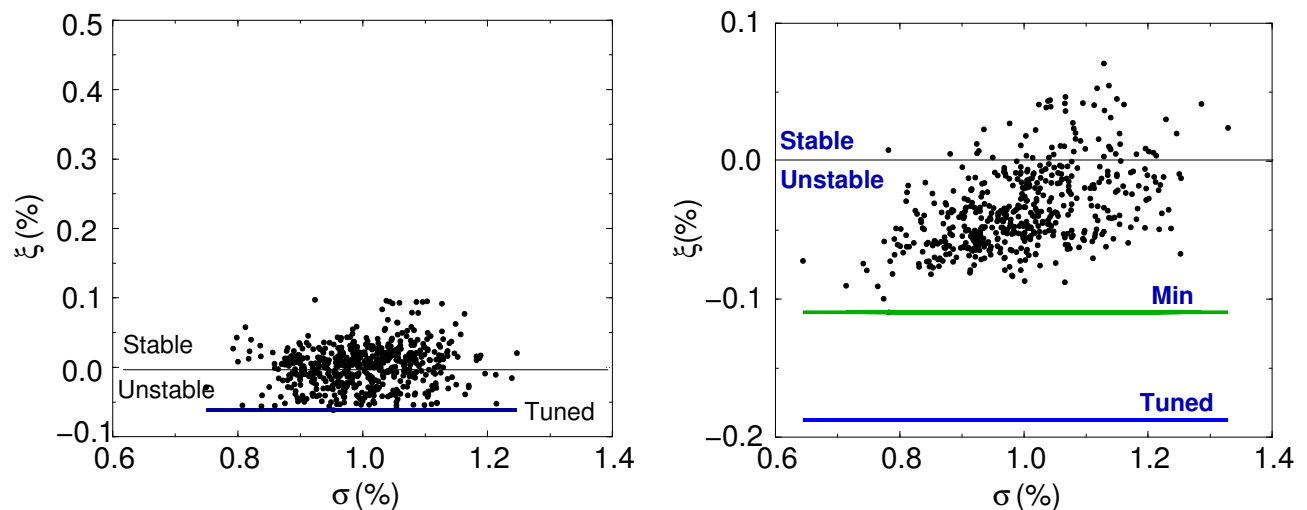 0.5
0.4
0.3
0.2
0.1
0.0
−0.1
ξ (%)
Stable
Unstable
Tuned
0.6 0.8 1.0 1.2 1.4
σ (%)
0.1
0.0
−0.1
−0.2
ξ(%)
Stable
Unstable
Min
Tuned
0.6 0.8 1.0 1.2 1.4
σ (%)